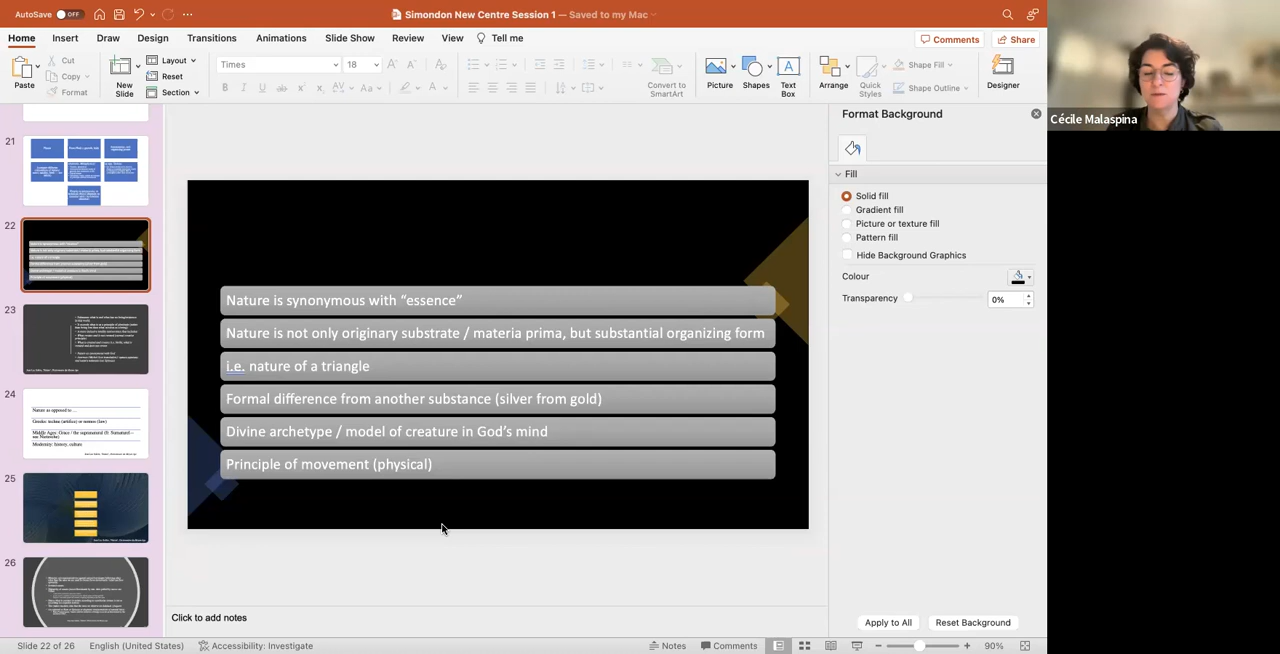 AutoSave OFF
Simondon New Centre Session 1 — Saved to my Mac
Home Insert Draw Design Transitions Animations Slide Show Review View Tell me
Comments Share
Paste
Cut
Copy
Format
New Slide
Layout
Reset
Section
Times 18
Convert to SmartArt
Picture
Shapes
Text Box
Arrange
Quick Styles
Shape Fill
Shape Outline
Designer
Cécile Malaspina
21
22
23
24
Nature as opposed to ...
25
26
Nature is synonymous with “essence”
Nature is not only originary substrate / materia prima, but substantial organizing form
i.e. nature of a triangle
Formal difference from another substance (silver from gold)
Divine archetype / model of creature in God’s mind
Principle of movement (physical)
Format Background
Fill
Solid fill
Gradient fill
Picture or texture fill
Pattern fill
Hide Background Graphics
Colour
Transparency 0%
Apply to All Reset Background
Click to add notes
Slide 22 of 26 English (United States) Accessibility: Investigate Notes Comments 90%